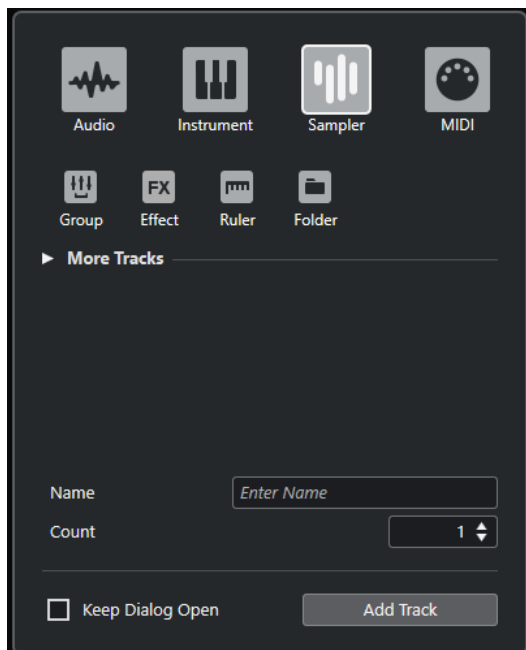 Audio Instrument Sampler MIDI
FX
Group Effect Ruler Folder
More Tracks
Name Enter Name
Count 1
Keep Dialog Open Add Track